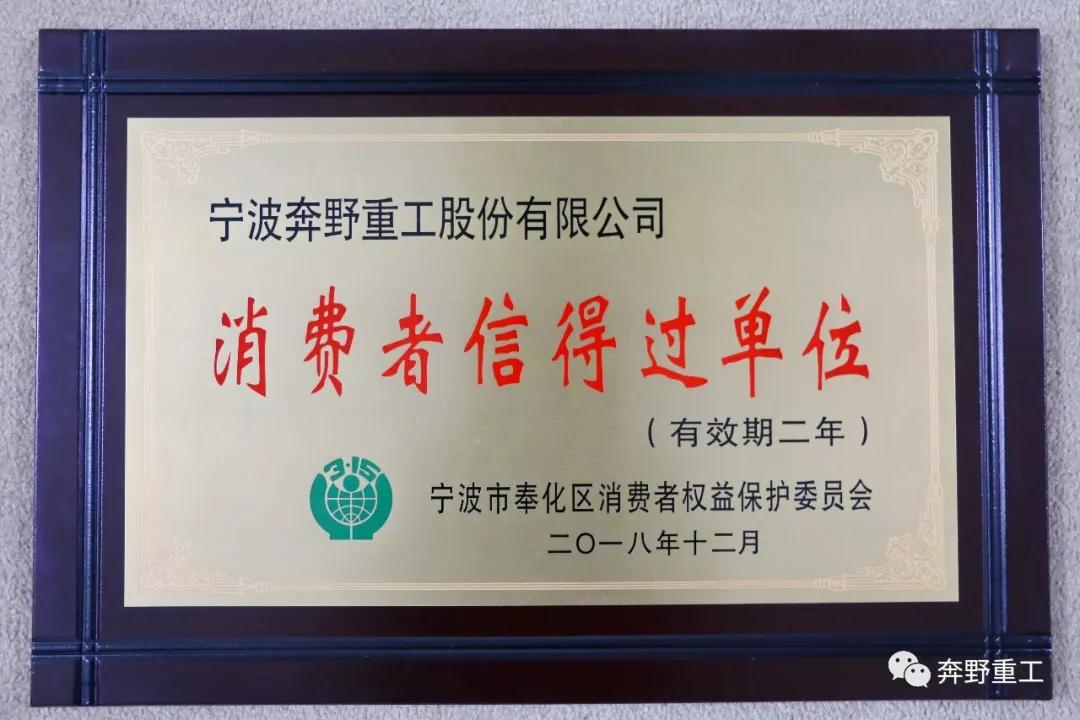 宁波奔野重工股份有限公司
消费者信得过单位
（有效期二年）
3·15
宁波市奉化区消费者权益保护委员会
二〇一八年十二月
奔野重工